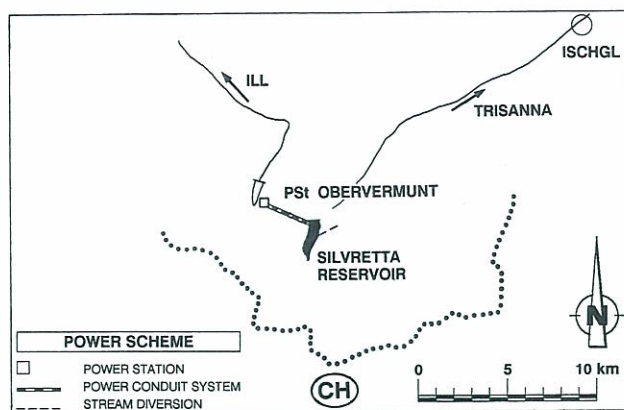 ISCHGL
ILL
TRISANNA
PSt OBERVERMUNT
SILVRETTA
RESERVOIR
N
POWER SCHEME
POWER STATION
POWER CONDUIT SYSTEM
STREAM DIVERSION
CH
0 5 10 km